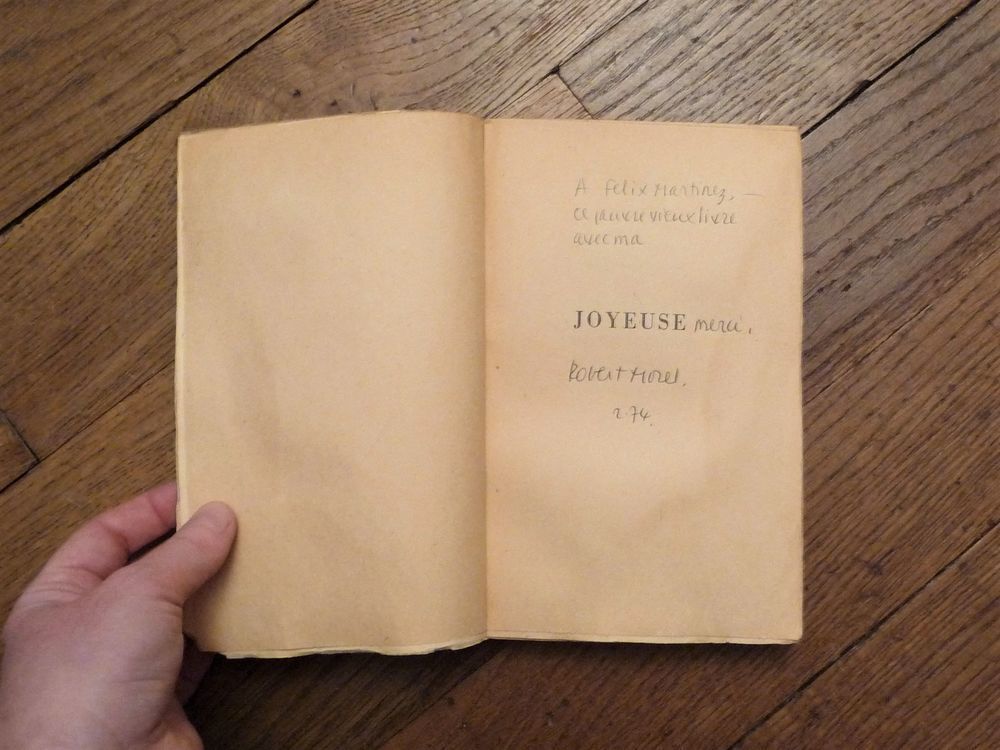 A Felix Martinez, —
ce pauvre vieux livre
avec ma
JOYEUSE merci.
Robert Morel.
2.74.